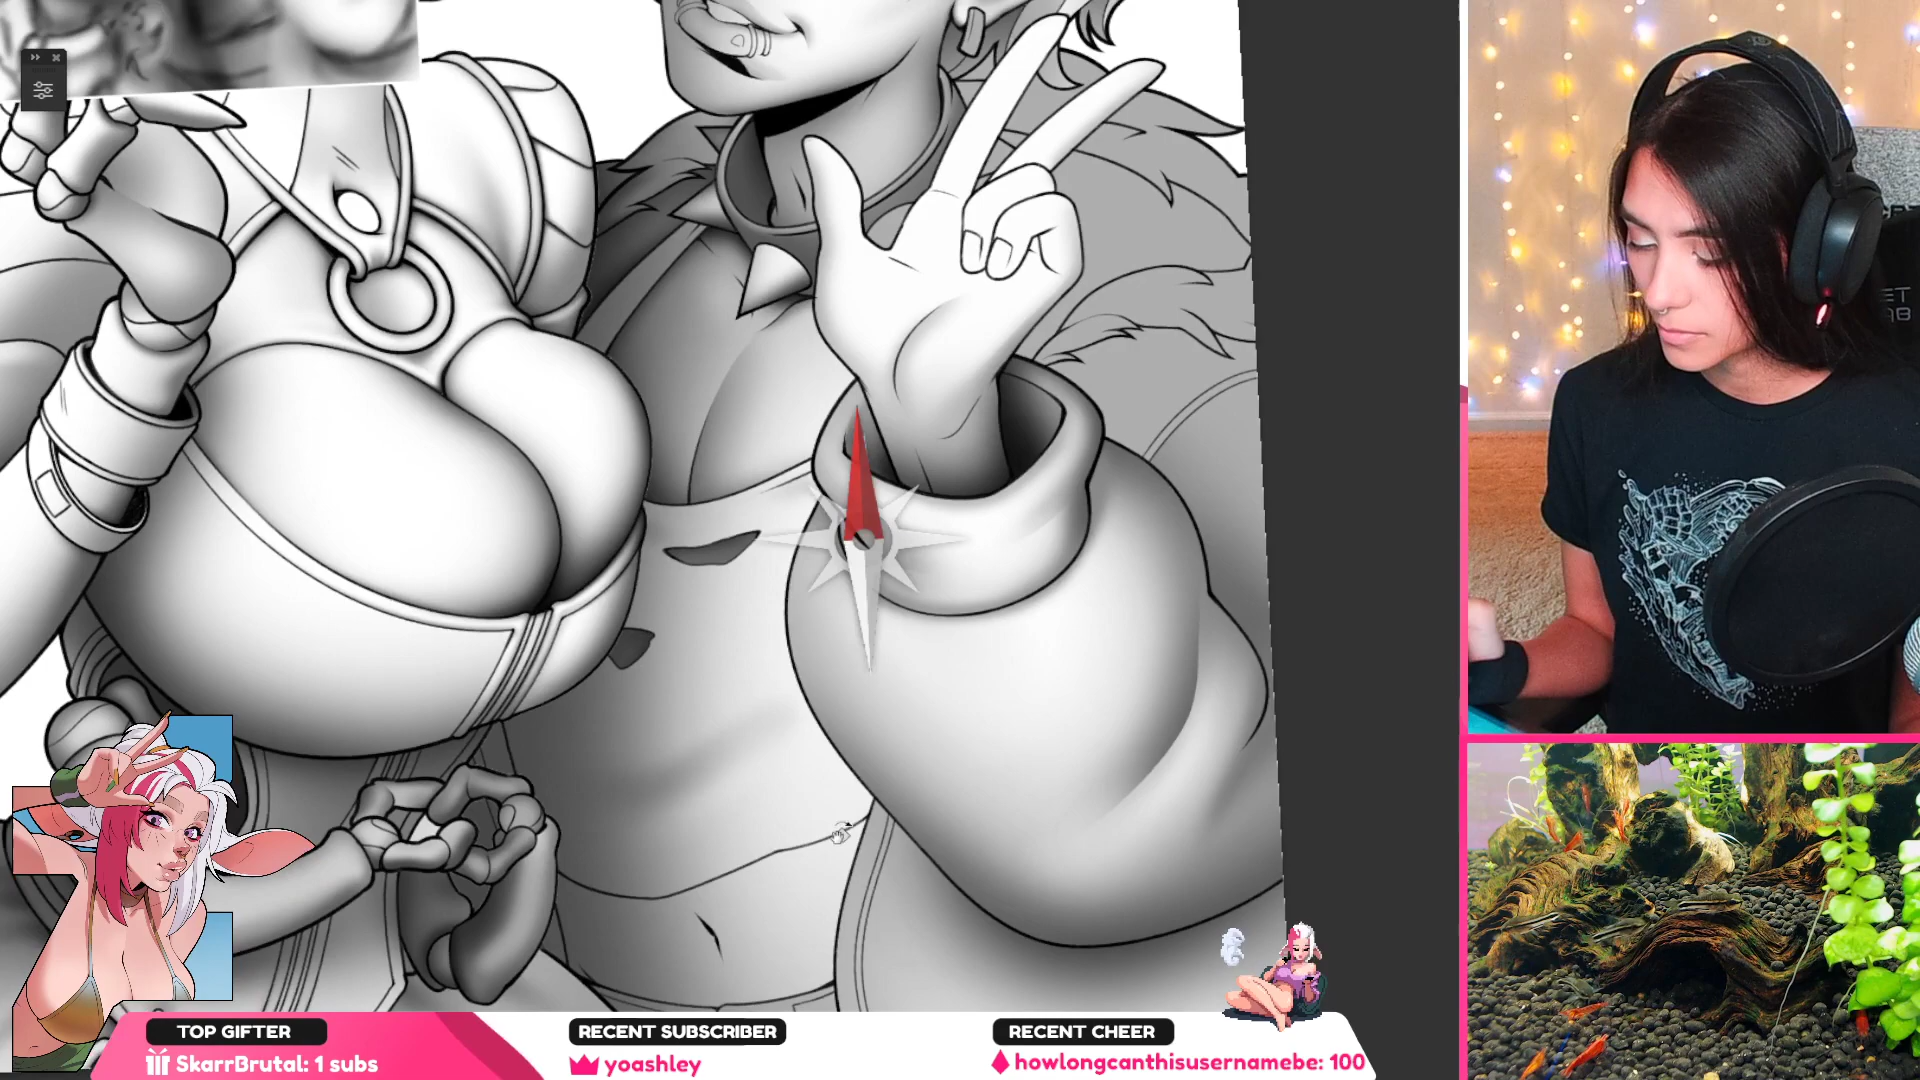 TOP GIFTER
SkarrBrutal: 1 subs
RECENT SUBSCRIBER
yoashley
RECENT CHEER
howlongcanthisusernamebe: 100